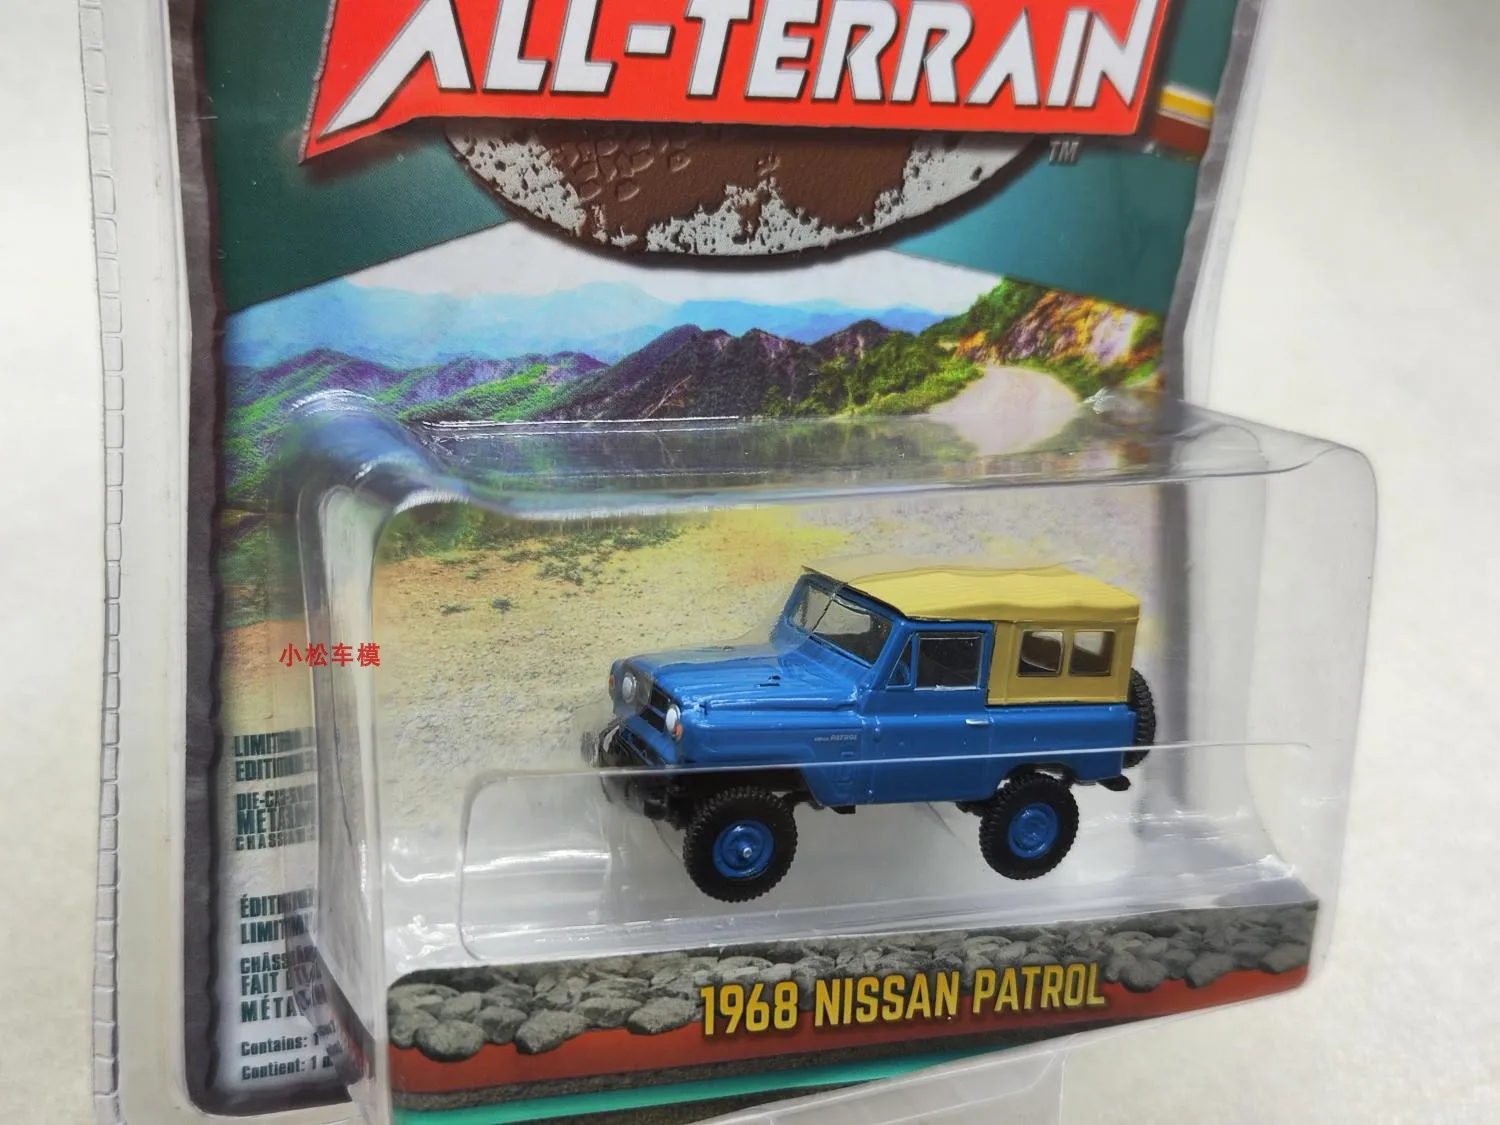 ALL-TERRAIN
TM
小松车模
PATROL
LIMITED
EDITION
DIE-CAST
METAL
CHASSIS
ÉDITION
LIMITÉE
CHÂSSIS
FAIT
MÉTAL
Contains: 1
Contient: 1
1968 NISSAN PATROL